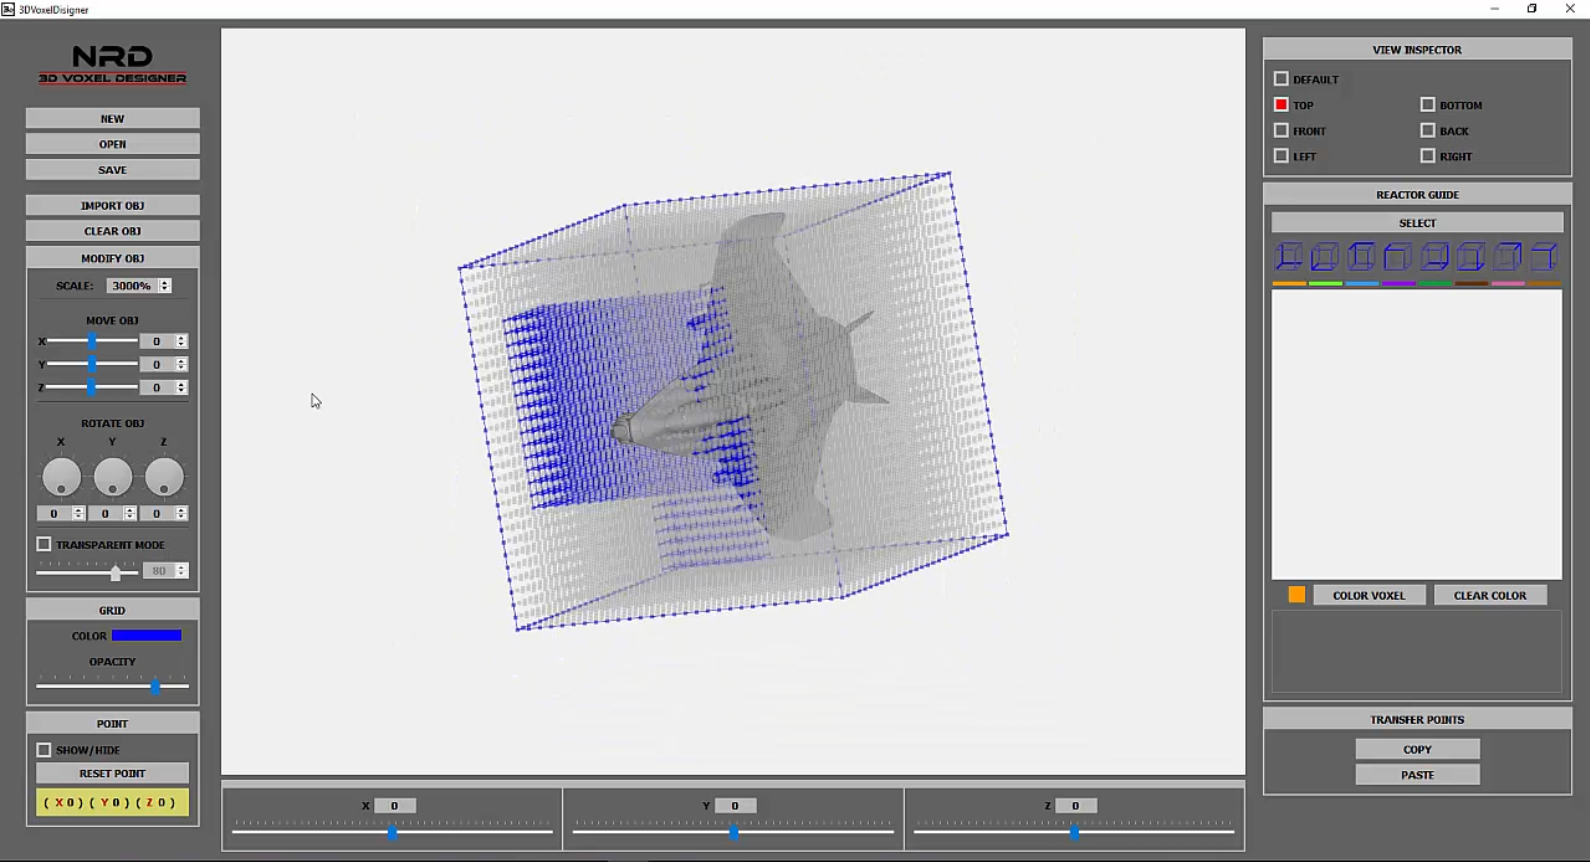 3DVoxelDisigner
NRD
3D VOXEL DESIGNER
NEW
OPEN
SAVE
IMPORT OBJ
CLEAR OBJ
MODIFY OBJ
SCALE: 3000%
MOVE OBJ
X 0
Y 0
Z 0
ROTATE OBJ
X Y Z
0 0 0
TRANSPARENT MODE
80
GRID
COLOR
OPACITY
POINT
SHOW/HIDE
RESET POINT
( X 0 ) ( Y 0 ) ( Z 0 )
X 0 Y 0 Z 0
VIEW INSPECTOR
DEFAULT
TOP BOTTOM
FRONT BACK
LEFT RIGHT
REACTOR GUIDE
SELECT
COLOR VOXEL CLEAR COLOR
TRANSFER POINTS
COPY
PASTE